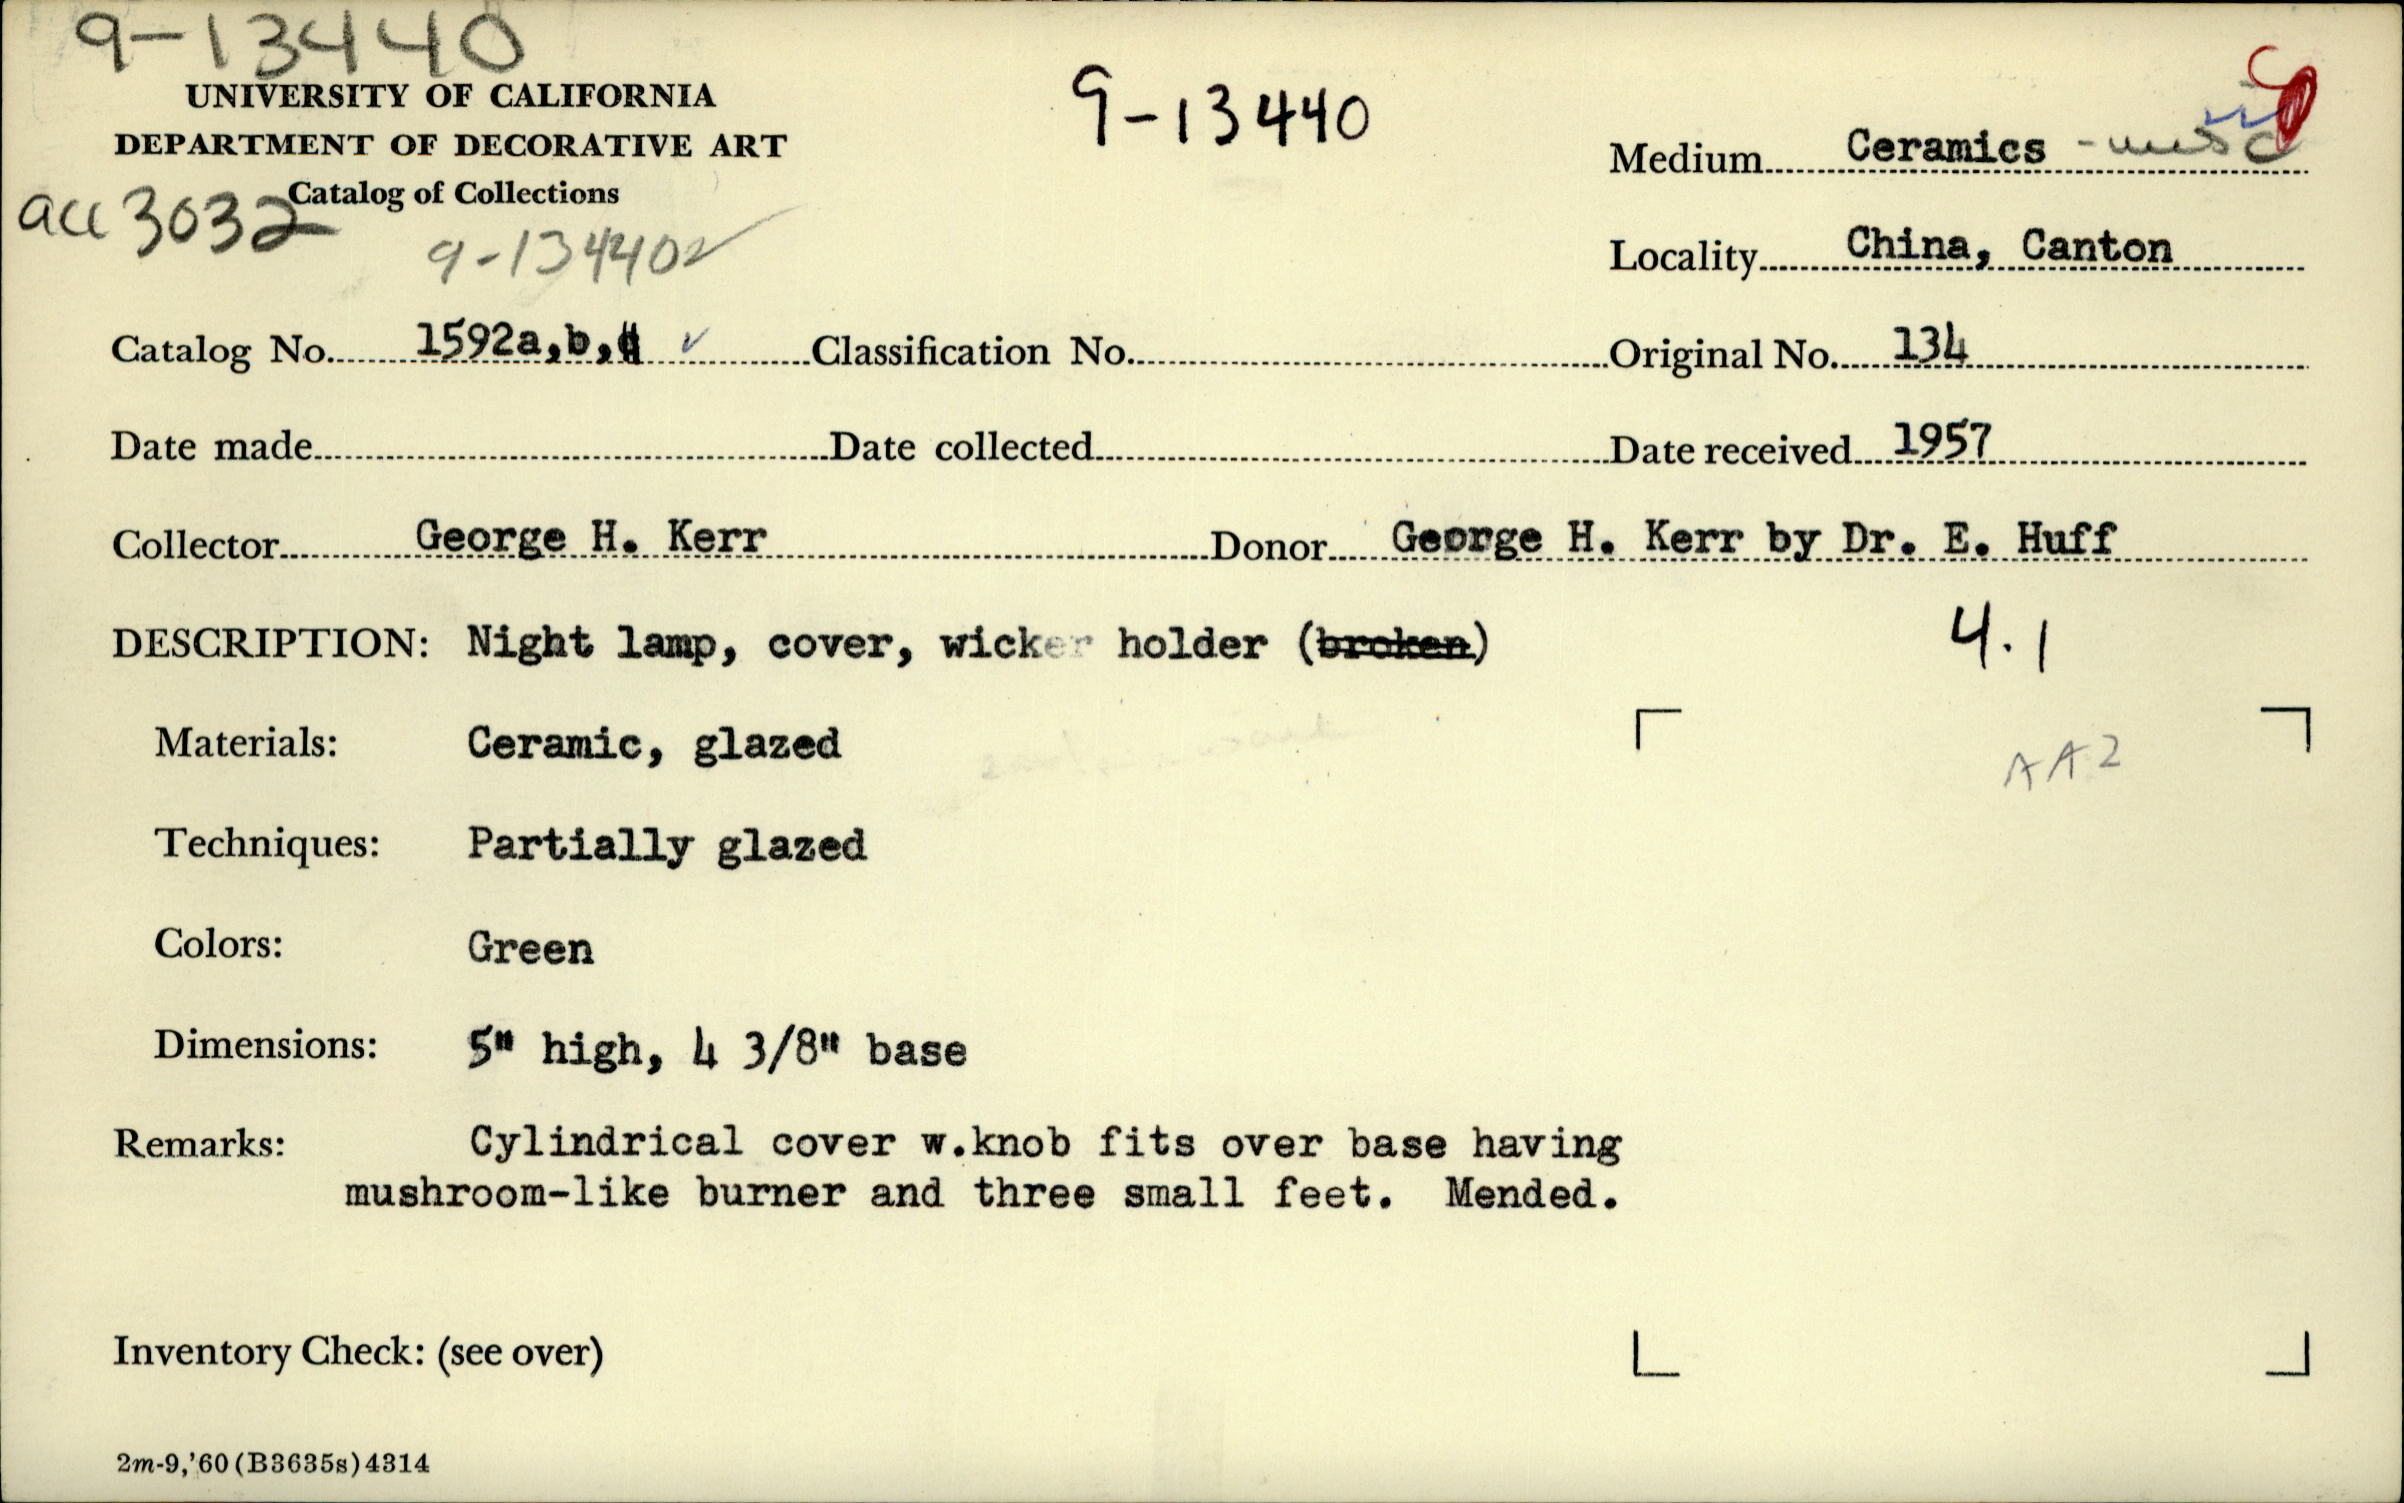 9-13440
UNIVERSITY OF CALIFORNIA
DEPARTMENT OF DECORATIVE ART
Catalog of Collections
acc 3032
9-13440
9-13440
Medium Ceramics - misc
Locality China, Canton
Catalog No. 1592a,b, ✓ Classification No. Original No. 134
Date made Date collected Date received 1957
Collector George H. Kerr Donor George H. Kerr by Dr. E. Huff
DESCRIPTION: Night lamp, cover, wicker holder (broken)
4.1
Materials: Ceramic, glazed
AA2
Techniques: Partially glazed
Colors: Green
Dimensions: 5" high, 4 3/8" base
Remarks: Cylindrical cover w.knob fits over base having
mushroom-like burner and three small feet. Mended.
Inventory Check: (see over)
2m-9,'60(B3635s)4314